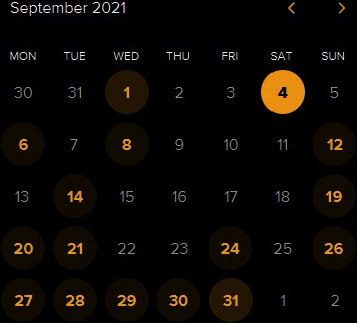 September 2021
MON TUE WED THU FRI SAT SUN
30 31 1 2 3 4 5
6 7 8 9 10 11 12
13 14 15 16 17 18 19
20 21 22 23 24 25 26
27 28 29 30 31 1 2